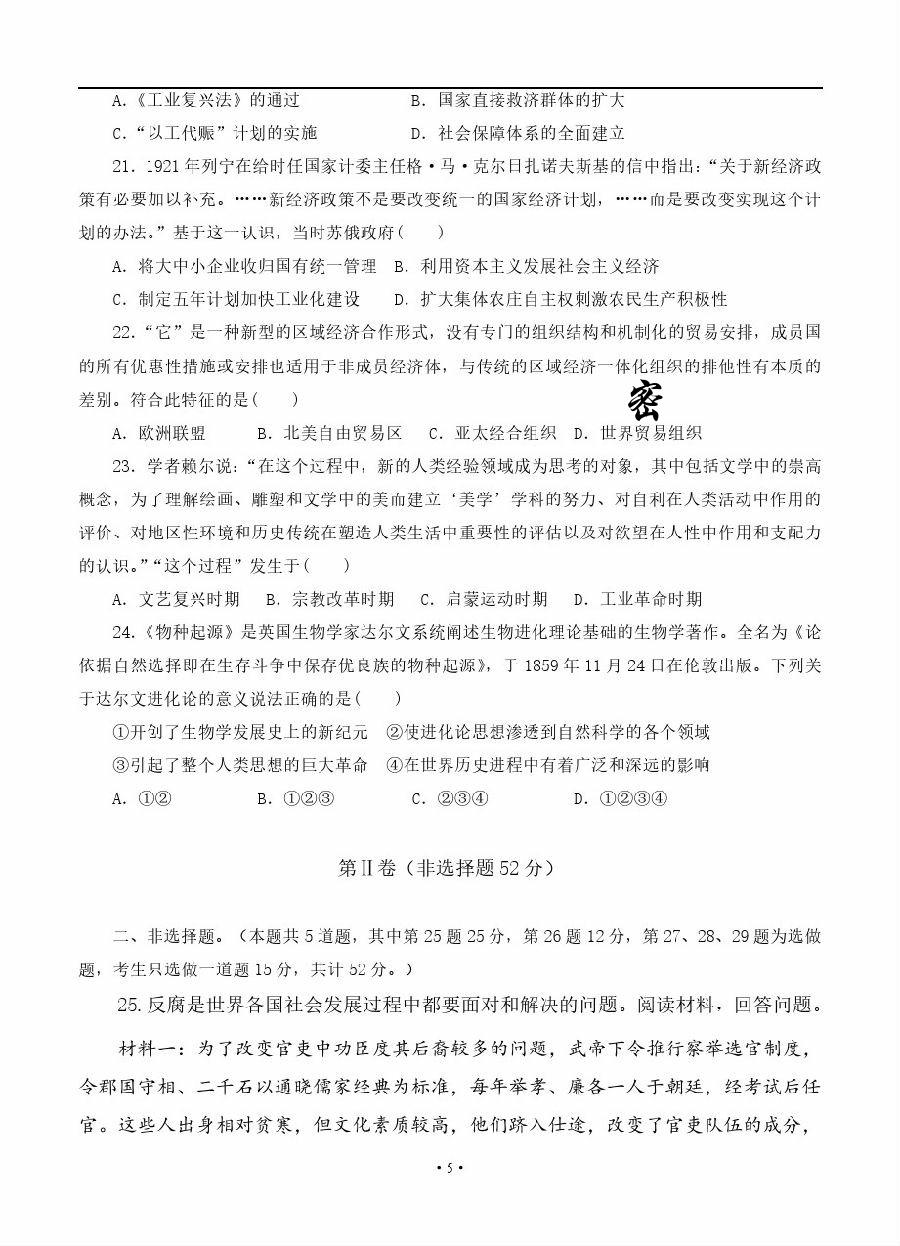 A．《工业复兴法》的通过 B．国家直接救济群体的扩大
C．“以工代赈”计划的实施 D．社会保障体系的全面建立
21．1921年列宁在给时任国家计委主任格·马·克尔日扎诺夫斯基的信中指出：“关于新经济政
策有必要加以补充。……新经济政策不是要改变统一的国家经济计划，……而是要改变实现这个计
划的办法。”基于这一认识，当时苏俄政府( )
A．将大中小企业收归国有统一管理 B．利用资本主义发展社会主义经济
C．制定五年计划加快工业化建设 D．扩大集体农庄自主权刺激农民生产积极性
22．“它”是一种新型的区域经济合作形式，没有专门的组织结构和机制化的贸易安排，成员国
的所有优惠性措施或安排也适用于非成员经济体，与传统的区域经济一体化组织的排他性有本质的
差别。符合此特征的是( )
密
A．欧洲联盟 B．北美自由贸易区 C．亚太经合组织 D．世界贸易组织
23．学者赖尔说：“在这个过程中，新的人类经验领域成为思考的对象，其中包括文学中的崇高
概念，为了理解绘画、雕塑和文学中的美而建立‘美学’学科的努力、对自利在人类活动中作用的
评价、对地区性环境和历史传统在塑造人类生活中重要性的评估以及对欲望在人性中作用和支配力
的认识。”“这个过程”发生于( )
A．文艺复兴时期 B．宗教改革时期 C．启蒙运动时期 D．工业革命时期
24．《物种起源》是英国生物学家达尔文系统阐述生物进化理论基础的生物学著作。全名为《论
依据自然选择即在生存斗争中保存优良族的物种起源》，于1859年11月24日在伦敦出版。下列关
于达尔文进化论的意义说法正确的是( )
①开创了生物学发展史上的新纪元 ②使进化论思想渗透到自然科学的各个领域
③引起了整个人类思想的巨大革命 ④在世界历史进程中有着广泛和深远的影响
A．①② B．①②③ C．②③④ D．①②③④
第Ⅱ卷（非选择题52分）
二、非选择题。（本题共5道题，其中第25题25分，第26题12分，第27、28、29题为选做
题，考生只选做一道题15分，共计52分。）
25.反腐是世界各国社会发展过程中都要面对和解决的问题。阅读材料，回答问题。
材料一：为了改变官吏中功臣度其后裔较多的问题，武帝下令推行察举选官制度，
令郡国守相、二千石以通晓儒家经典为标准，每年举孝、廉各一人于朝廷，经考试后任
官。这些人出身相对贫寒，但文化素质较高，他们跻入仕途，改变了官吏队伍的成分，
·5·